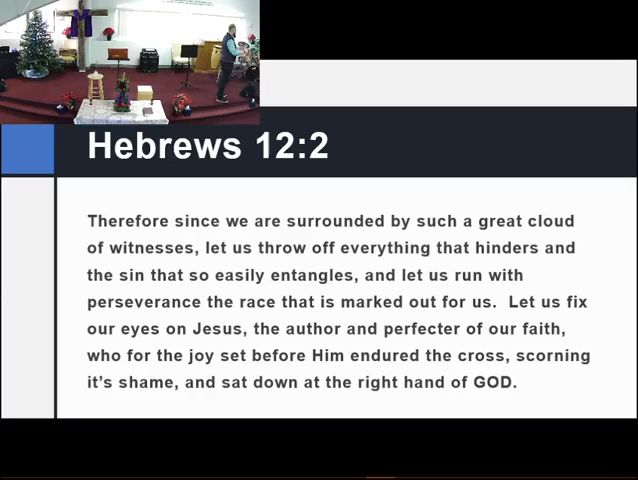 Hebrews 12:2
Therefore since we are surrounded by such a great cloud
of witnesses, let us throw off everything that hinders and
the sin that so easily entangles, and let us run with
perseverance the race that is marked out for us.  Let us fix
our eyes on Jesus, the author and perfecter of our faith,
who for the joy set before Him endured the cross, scorning
it’s shame, and sat down at the right hand of GOD.